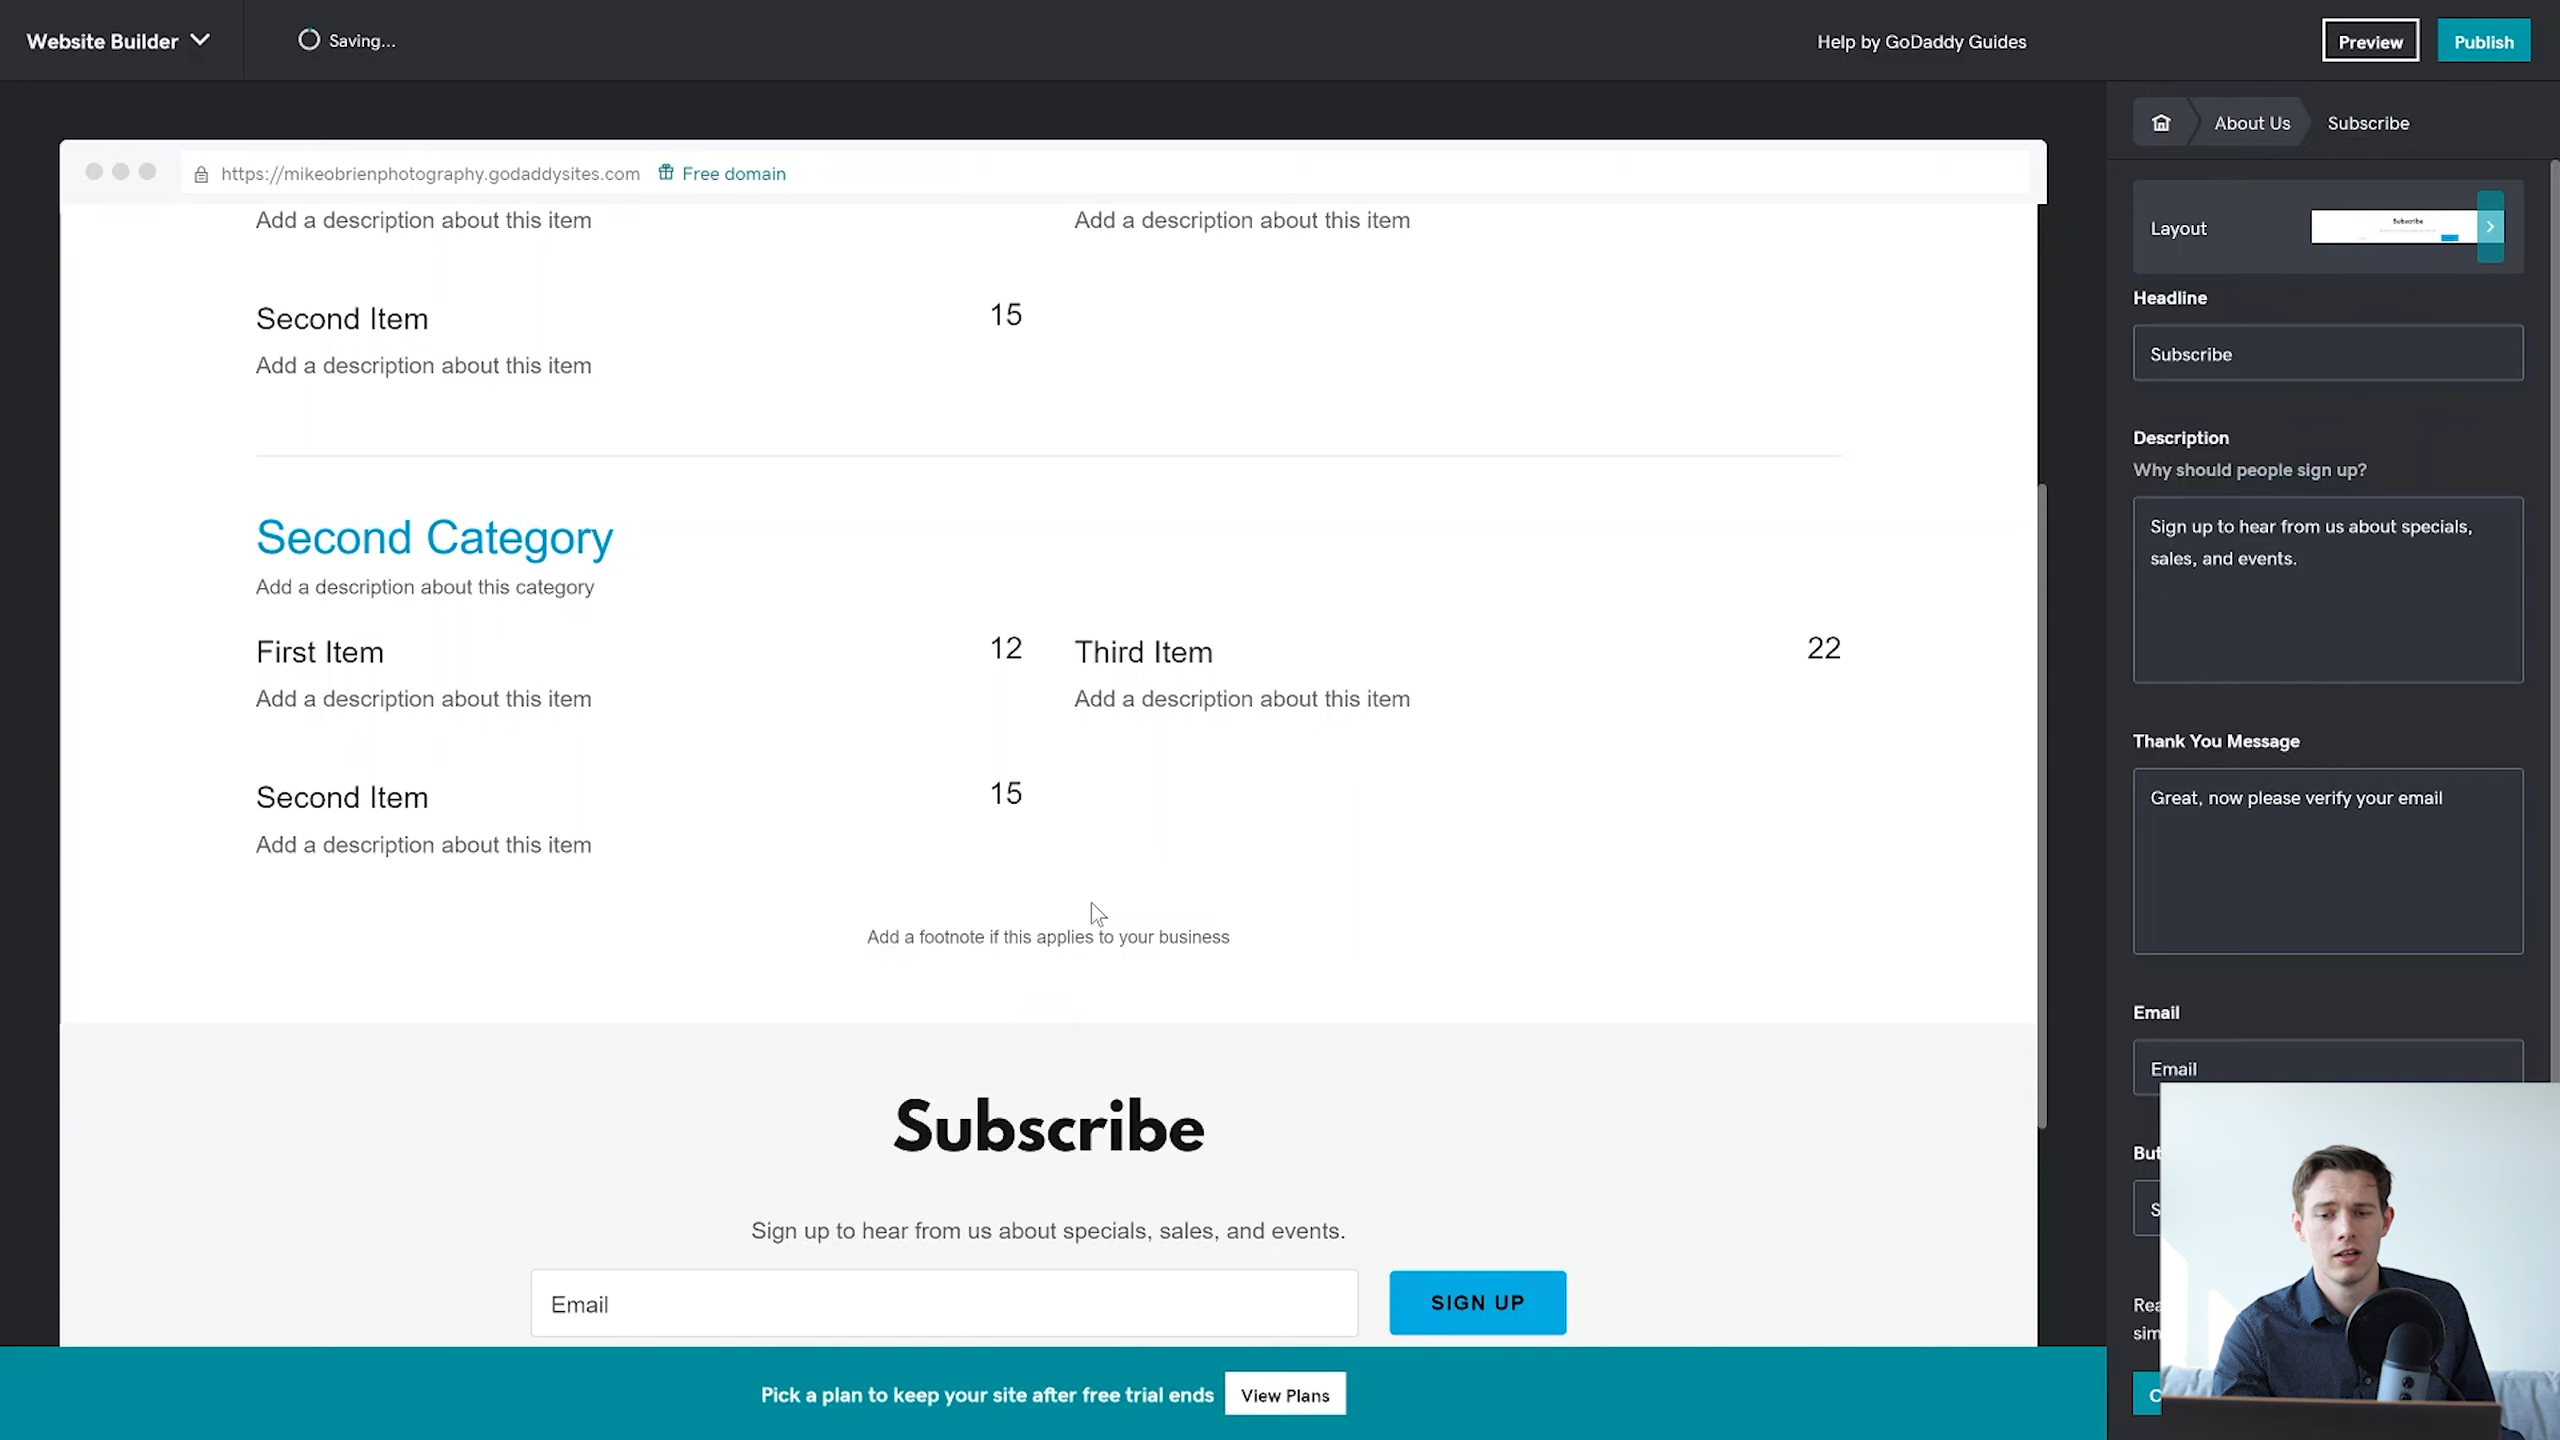 Website Builder
Saving...
Help by GoDaddy Guides
Preview
Publish
About Us
Subscribe
https://mikeobrienphotography.godaddysites.com
Free domain
Add a description about this item
Add a description about this item
Second Item
15
Add a description about this item
Second Category
Add a description about this category
First Item
12
Add a description about this item
Third Item
22
Add a description about this item
Second Item
15
Add a description about this item
Add a footnote if this applies to your business
Subscribe
Sign up to hear from us about specials, sales, and events.
Email
SIGN UP
Pick a plan to keep your site after free trial ends
View Plans
Layout
Subscribe
Headline
Subscribe
Description
Why should people sign up?
Sign up to hear from us about specials,
sales, and events.
Thank You Message
Great, now please verify your email
Email
Email